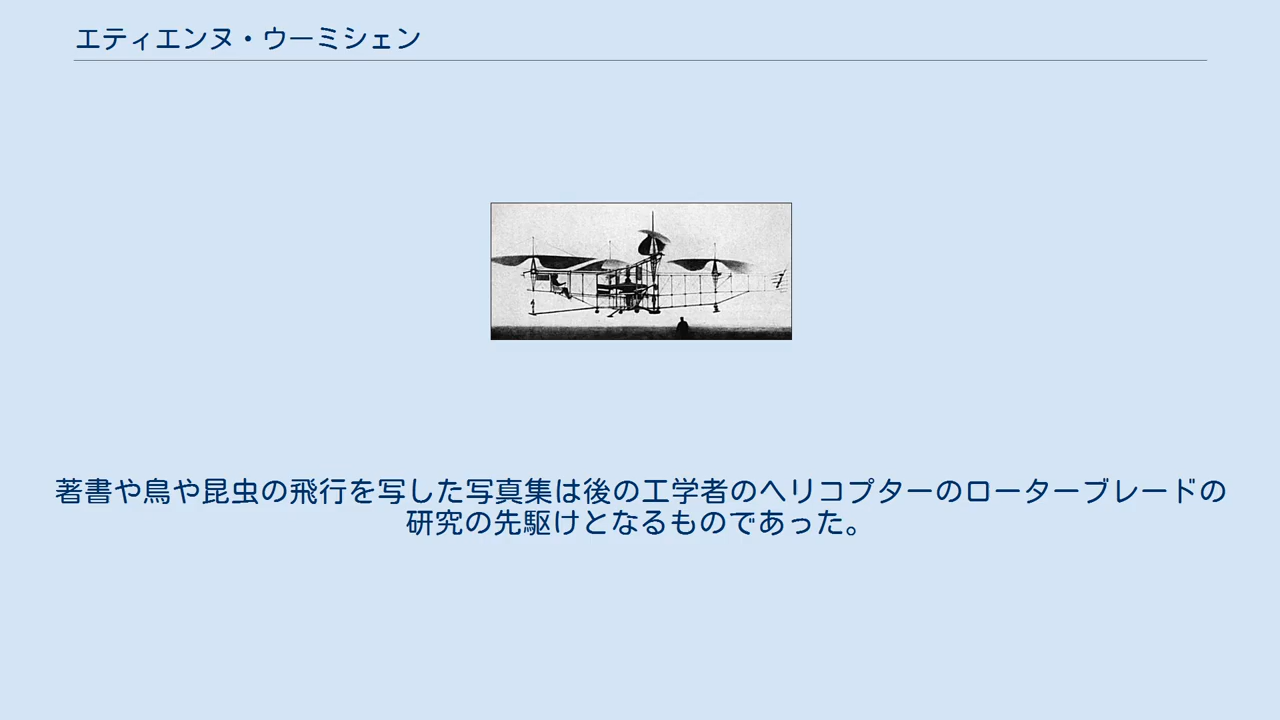 エティエンヌ・ウーミシェン
著書や鳥や昆虫の飛行を写した写真集は後の工学者のヘリコプターのローターブレードの
研究の先駆けとなるものであった。